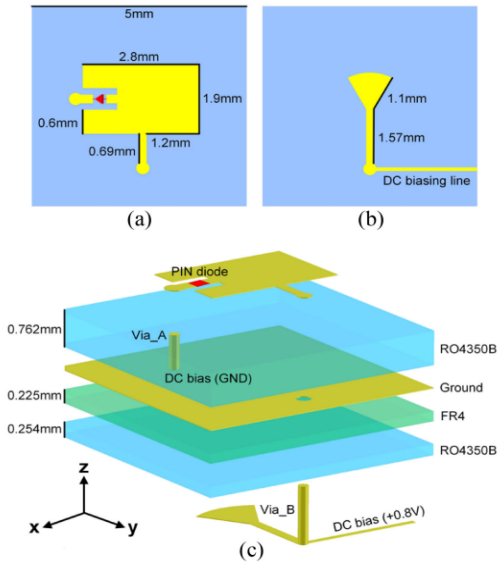 5mm
2.8mm
1.9mm
0.6mm
1.2mm
0.69mm
(a)
1.1mm
1.57mm
DC biasing line
(b)
PIN diode
0.762mm
Via_A
RO4350B
DC bias (GND)
Ground
0.225mm
FR4
0.254mm
RO4350B
z
x
y
Via_B
DC bias (+0.8V)
(c)